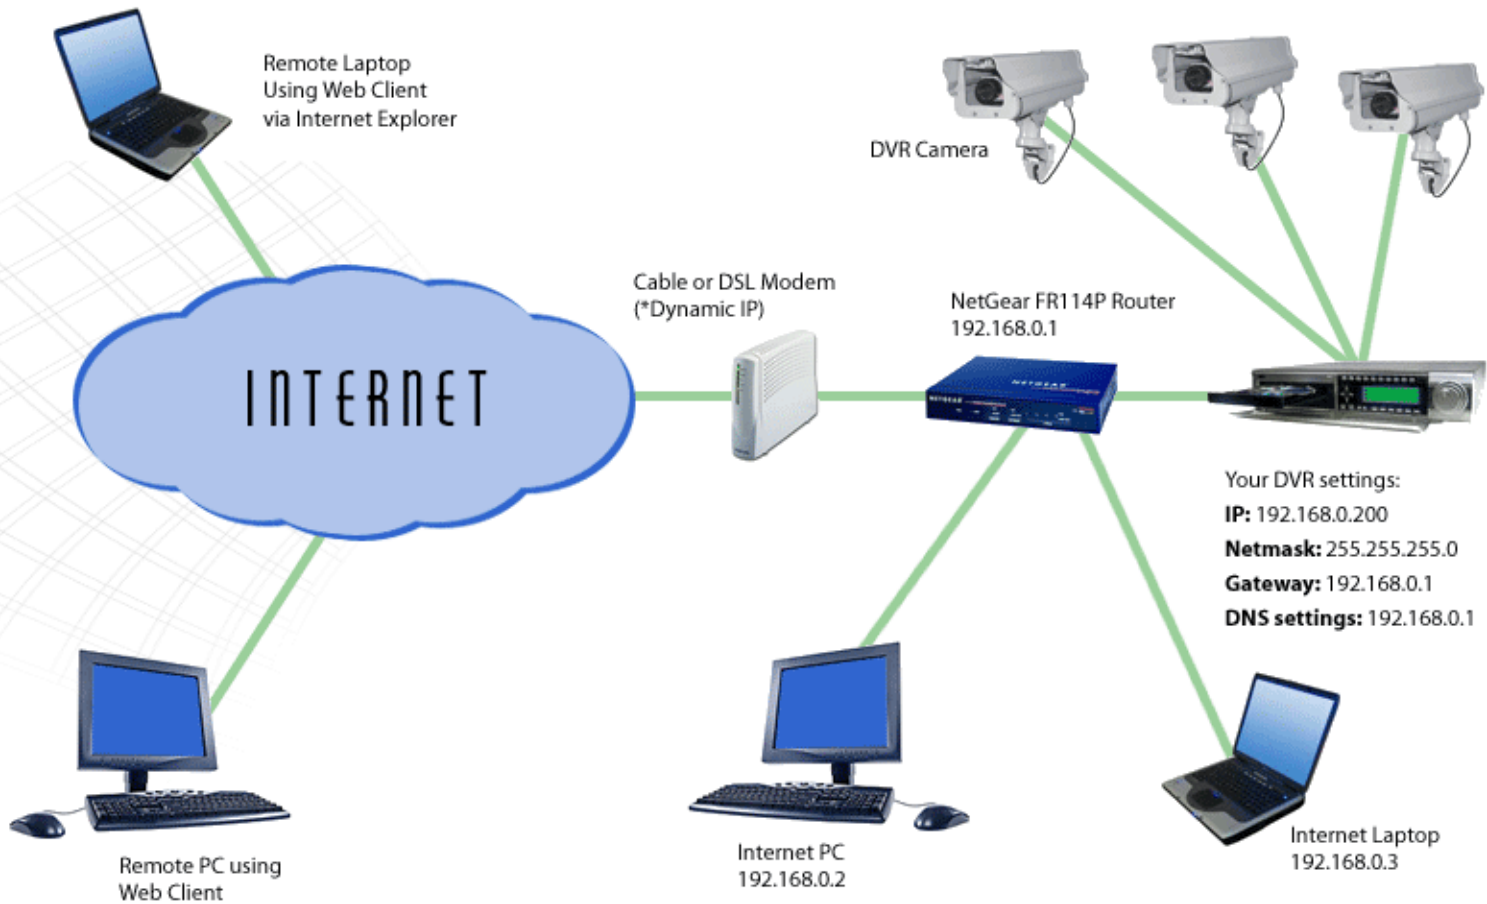 Remote Laptop
Using Web Client
via Internet Explorer
DVR Camera
INTERNET
Cable or DSL Modem
(*Dynamic IP)
NetGear FR114P Router
192.168.0.1
NETGEAR
NETGEAR
Your DVR settings:
IP: 192.168.0.200
Netmask: 255.255.255.0
Gateway: 192.168.0.1
DNS settings: 192.168.0.1
Remote PC using
Web Client
Internet PC
192.168.0.2
Internet Laptop
192.168.0.3